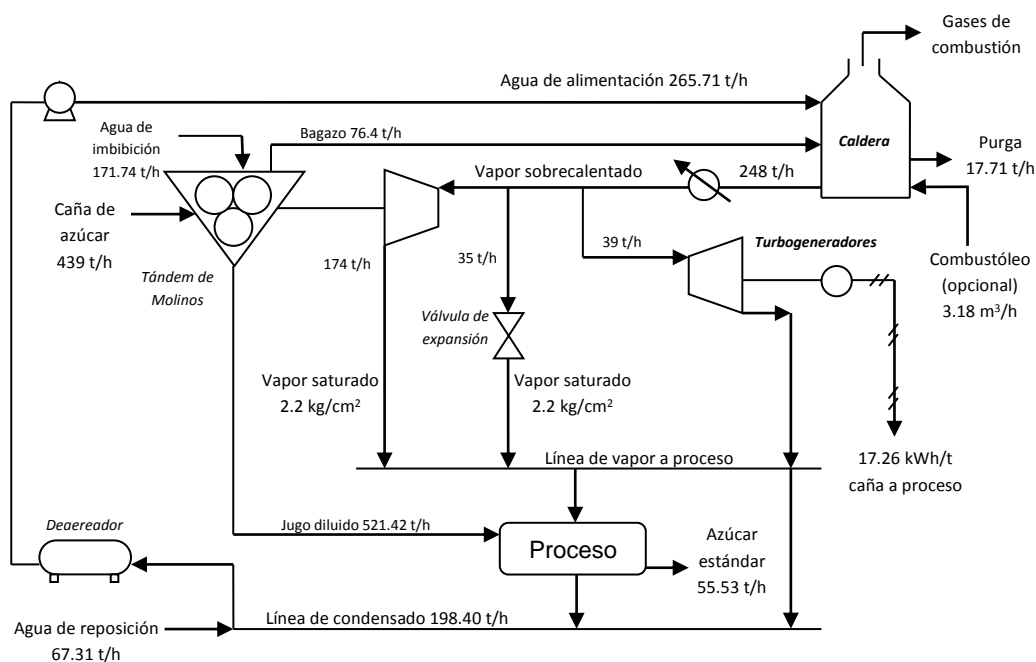 Gases de
combustión
Agua de alimentación 265.71 t/h
Agua de
imbibición
171.74 t/h
Bagazo 76.4 t/h
Caldera
Purga
17.71 t/h
Vapor sobrecalentado
248 t/h
Caña de
azúcar
439 t/h
Tándem de
Molinos
174 t/h
35 t/h
39 t/h
Turbogeneradores
Combustóleo
(opcional)
3.18 m³/h
Válvula de
expansión
Vapor saturado
2.2 kg/cm²
Vapor saturado
2.2 kg/cm²
Línea de vapor a proceso
17.26 kWh/t
caña a proceso
Deaereador
Jugo diluido 521.42 t/h
Proceso
Azúcar
estándar
55.53 t/h
Línea de condensado 198.40 t/h
Agua de reposición
67.31 t/h